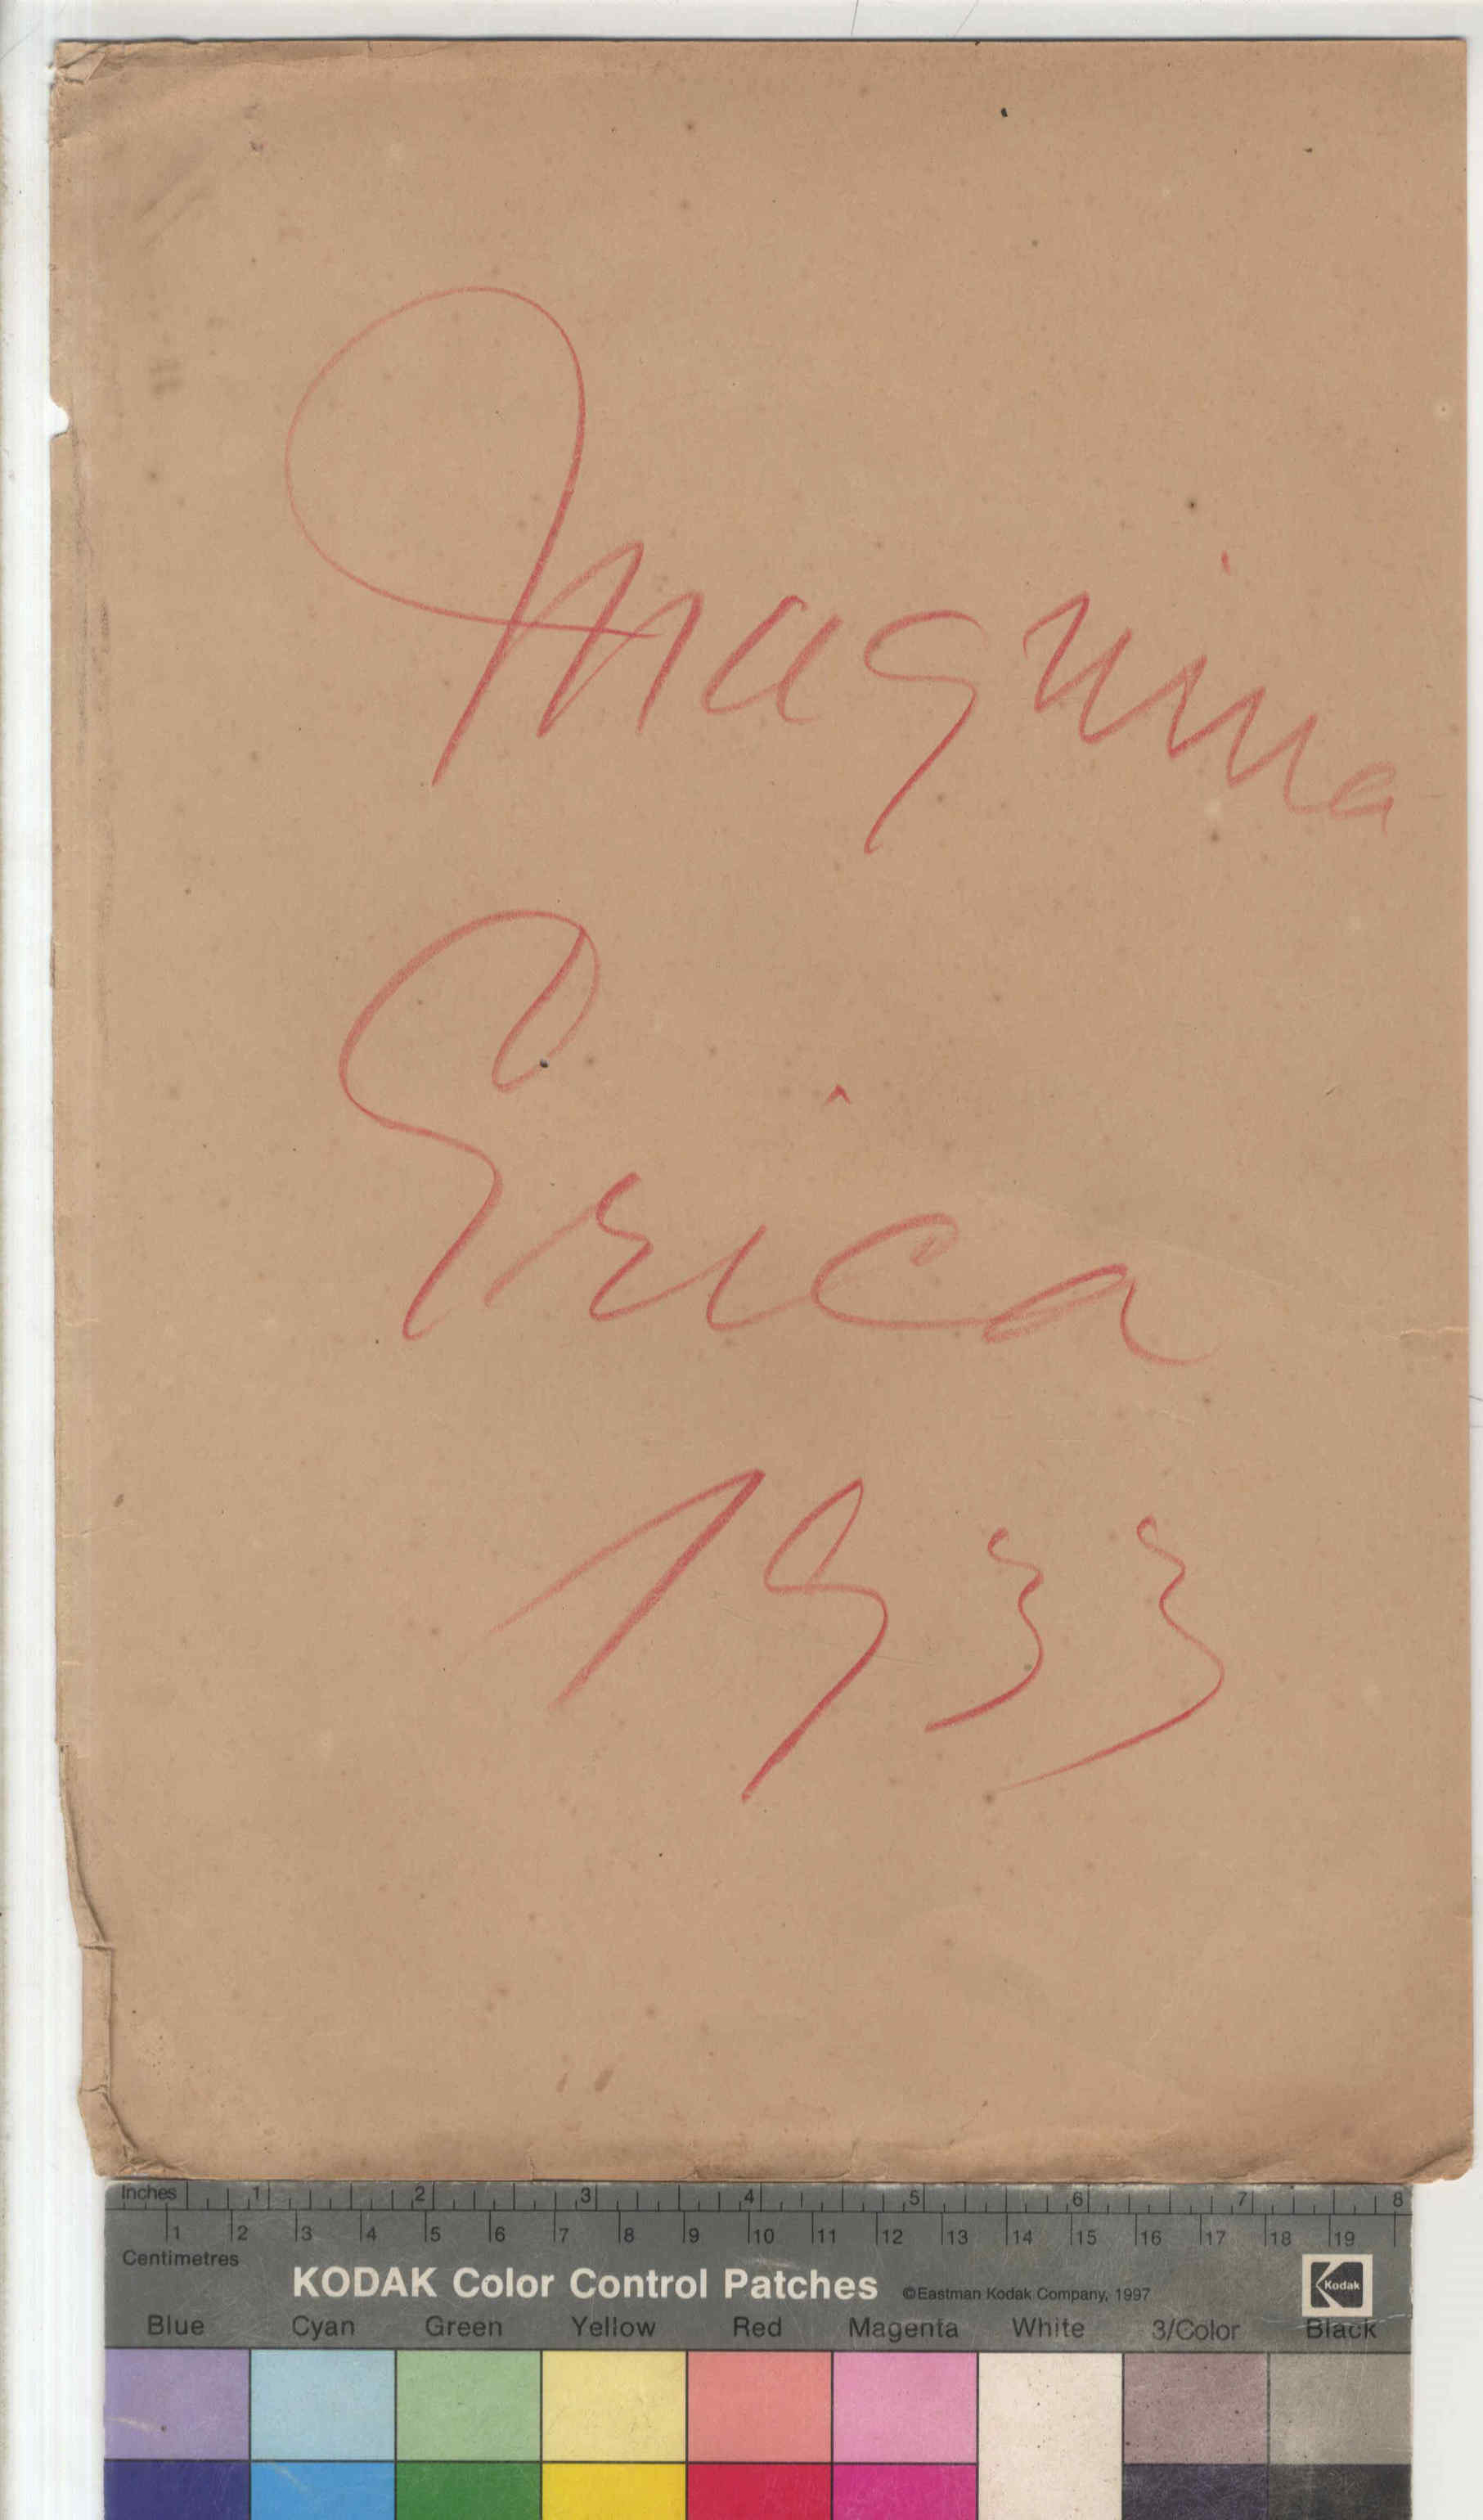 Maquina
Erica
1933
Inches 1 2 3 4 5 6 7 8
1 2 3 4 5 6 7 8 9 10 11 12 13 14 15 16 17 18 19
Centimetres
KODAK Color Control Patches ©Eastman Kodak Company, 1997 Kodak
Blue Cyan Green Yellow Red Magenta White 3/Color Black